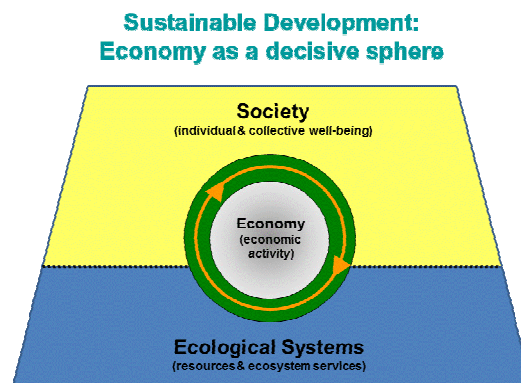 Sustainable Development:
Economy as a decisive sphere
Society
(individual & collective well-being)
Economy
(economic
activity)
Ecological Systems
(resources & ecosystem services)